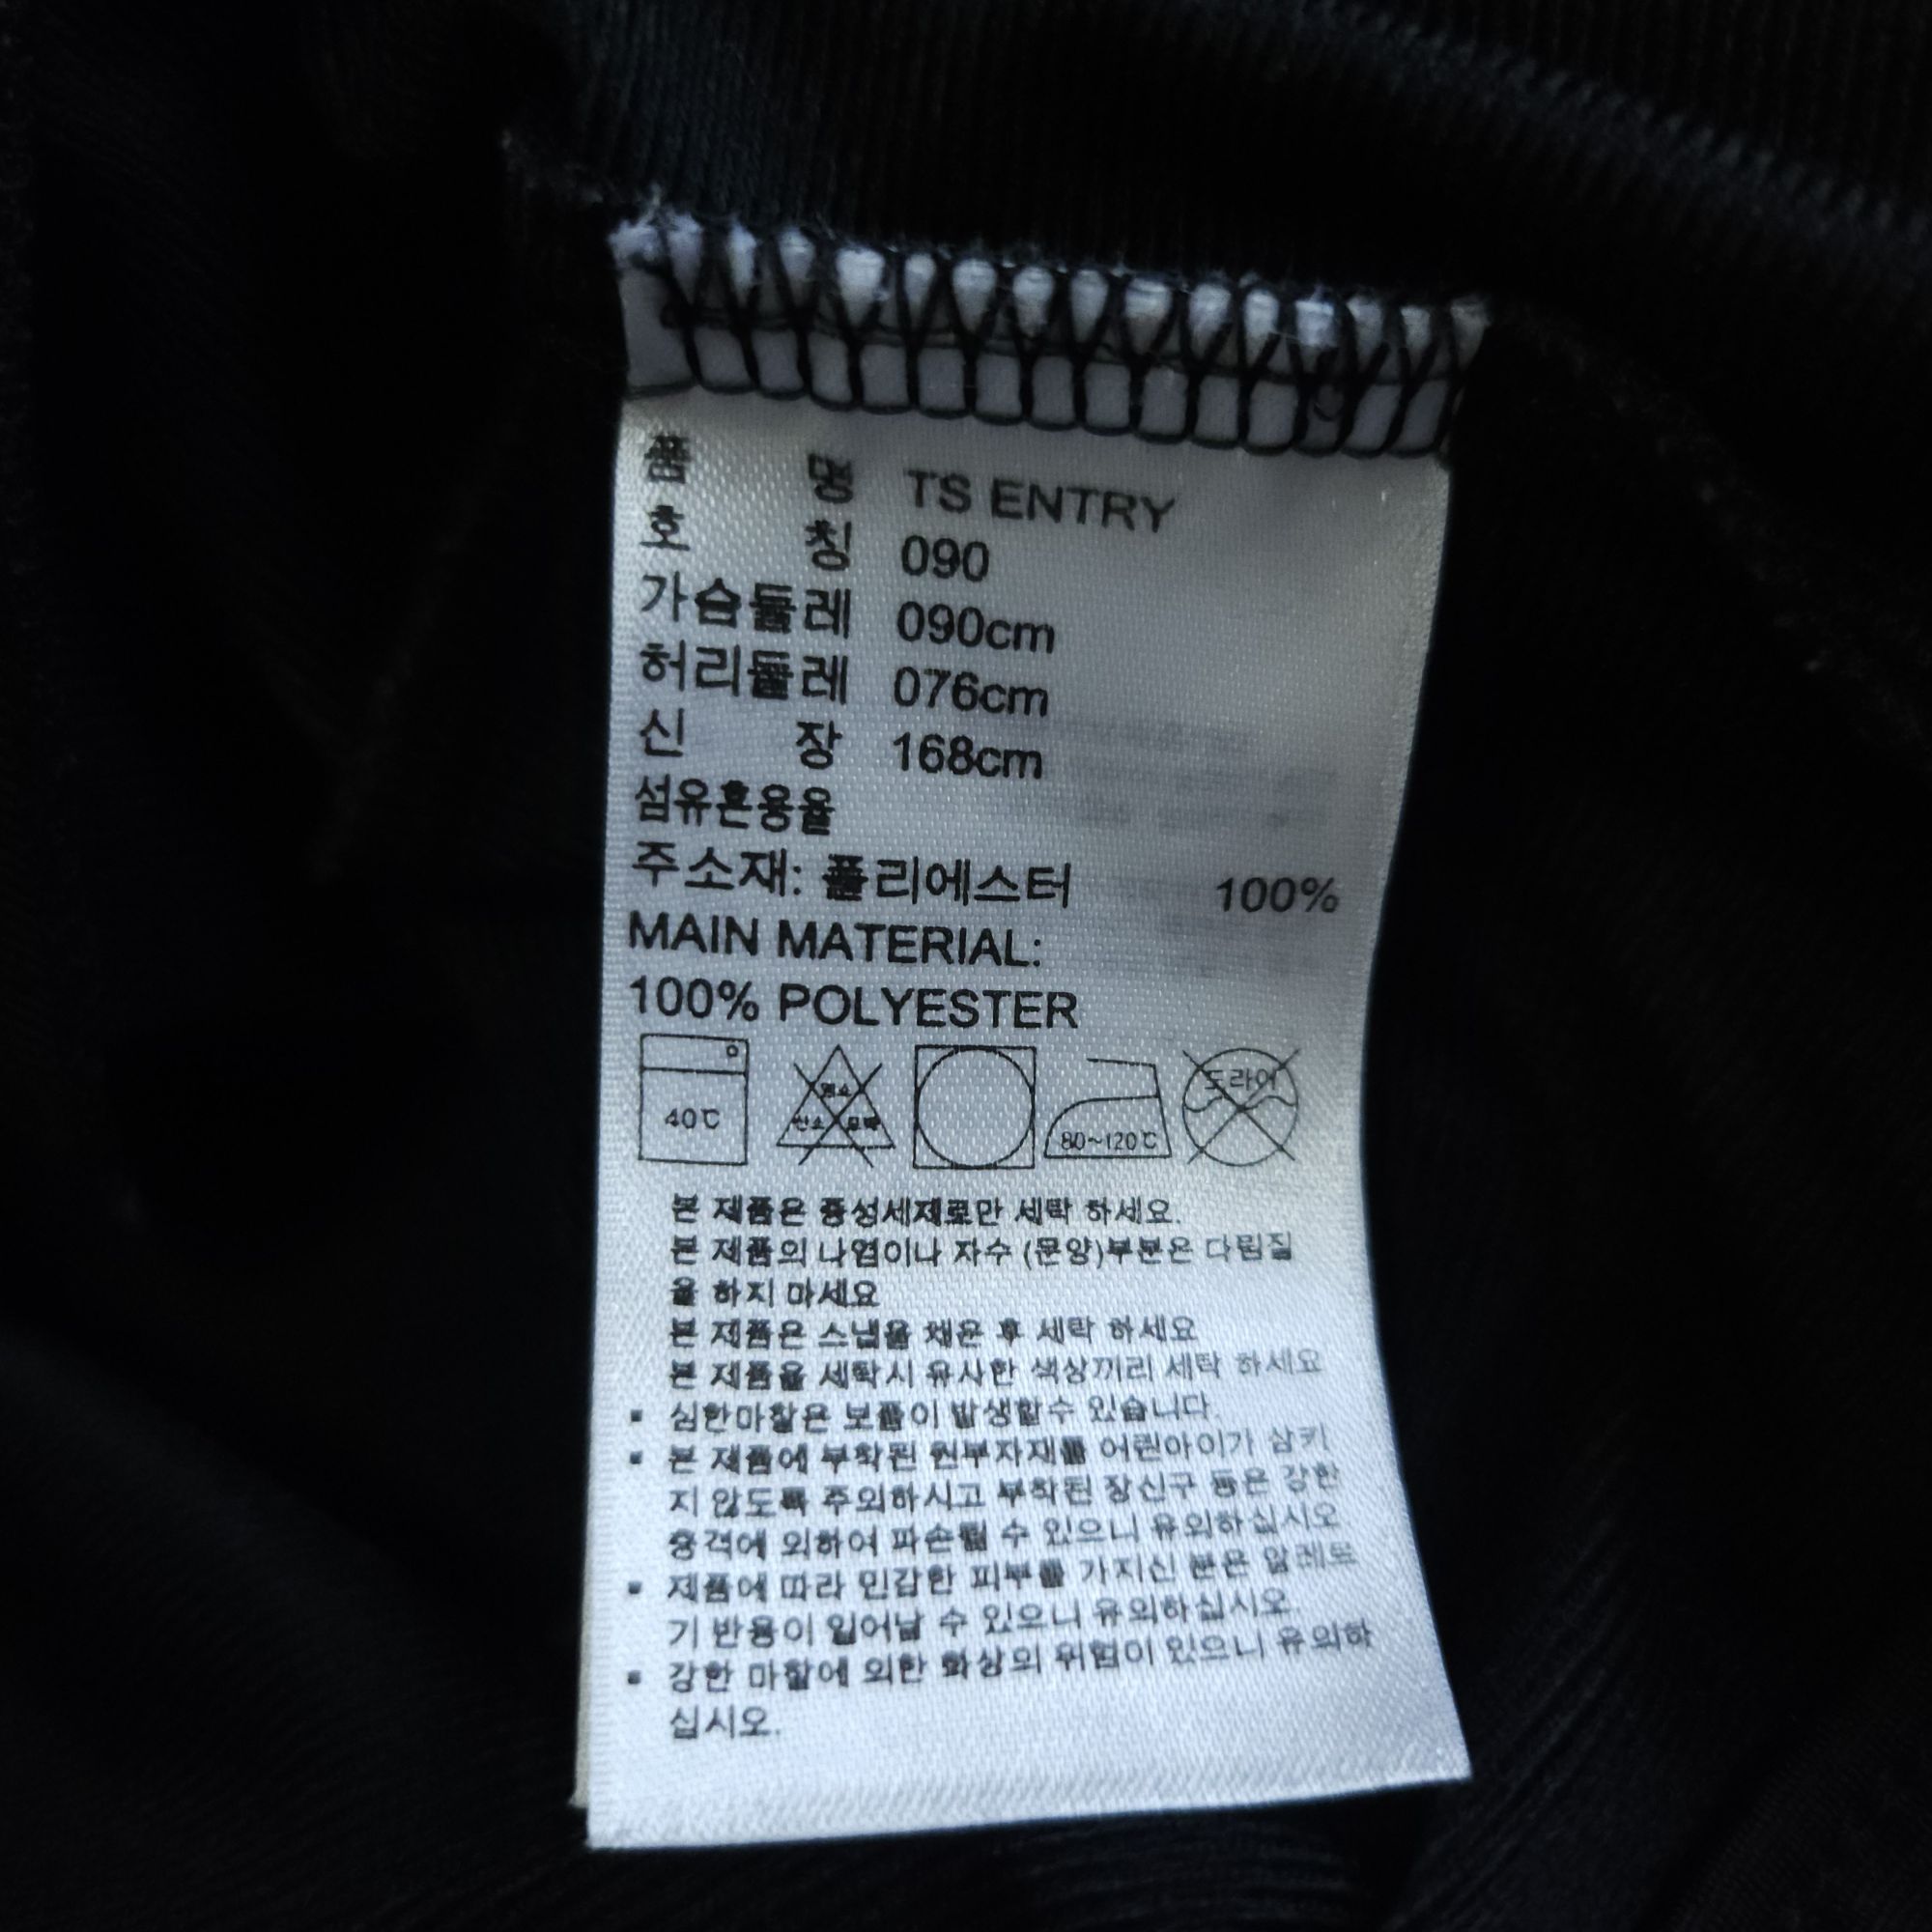 품 명 TS ENTRY
호 칭 090
가슴둘레 090cm
허리둘레 076cm
신 장 168cm
섬유혼용율
주소재: 폴리에스터 100%
MAIN MATERIAL:
100% POLYESTER
40℃ 염소 산소 표백 80~120℃ 드라이
본 제품은 중성세제로만 세탁 하세요.
본 제품의 나염이나 자수 (문양)부분은 다림질
을 하지 마세요
본 제품은 스냅을 채운 후 세탁 하세요
본 제품을 세탁시 유사한 색상끼리 세탁 하세요
▪ 심한마찰은 보풀이 발생할수 있습니다.
▪ 본 제품에 부착된 원부자재를 어린아이가 삼키
지 않도록 주의하시고 부착된 장신구 등은 강한
충격에 의하여 파손될 수 있으니 유의하십시오
▪ 제품에 따라 민감한 피부를 가지신 분은 알레르
기 반응이 일어날 수 있으니 유의하십시오.
▪ 강한 마찰에 의한 화상의 위험이 있으니 유의하
십시오.